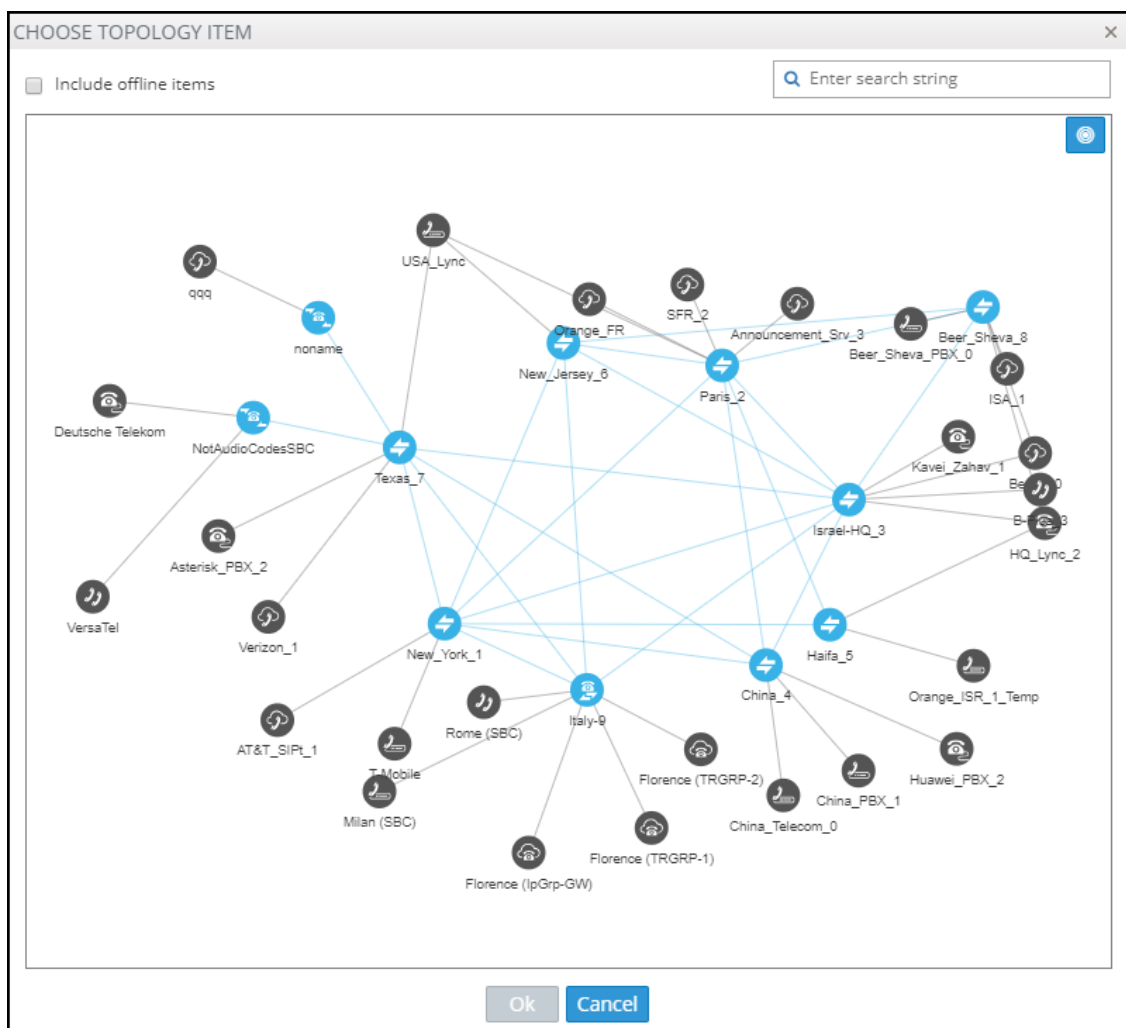 CHOOSE TOPOLOGY ITEM
Include offline items
Enter search string
USA_Lync
qqq
SFR_2
Orange_FR
Announcement_Srv_3
Beer_Sheva_8
noname
Beer_Sheva_PBX_0
New_Jersey_6
Paris_2
ISA_1
Deutsche Telekom
NotAudioCodesSBC
Kavei_Zahav_1
Texas_7
Israel-HQ_3
HQ_Lync_2
Asterisk_PBX_2
VersaTel
Verizon_1
New_York_1
Haifa_5
China_4
Orange_ISR_1_Temp
Italy-9
Rome (SBC)
AT&T_SIPt_1
T-Mobile
Florence (TRGRP-2)
Huawei_PBX_2
China_PBX_1
Milan (SBC)
China_Telecom_0
Florence (TRGRP-1)
Florence (IpGrp-GW)
Ok
Cancel